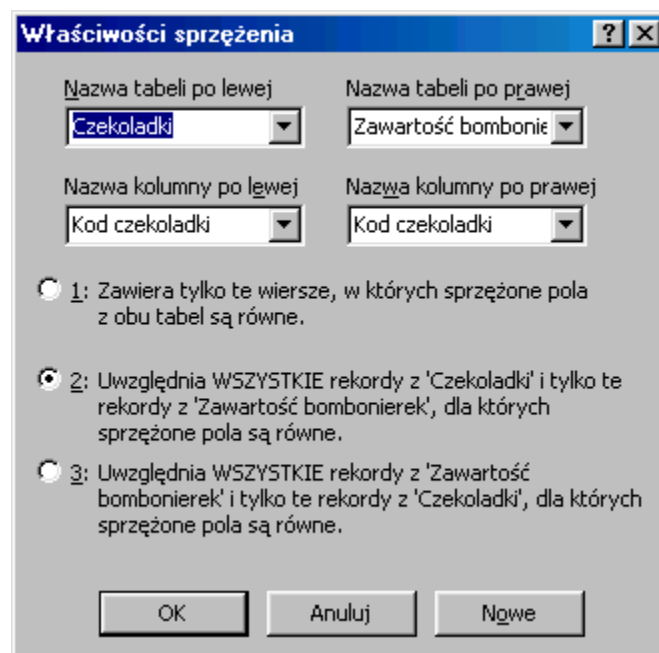 Właściwości sprzężenia
Nazwa tabeli po lewej
Nazwa tabeli po prawej
Czekoladki
Zawartość bombonie
Nazwa kolumny po lewej
Nazwa kolumny po prawej
Kod czekoladki
Kod czekoladki
1: Zawiera tylko te wiersze, w których sprzężone pola
z obu tabel są równe.
2: Uwzględnia WSZYSTKIE rekordy z 'Czekoladki' i tylko te
rekordy z 'Zawartość bombonierek', dla których
sprzężone pola są równe.
3: Uwzględnia WSZYSTKIE rekordy z 'Zawartość
bombonierek' i tylko te rekordy z 'Czekoladki', dla których
sprzężone pola są równe.
OK
Anuluj
Nowe